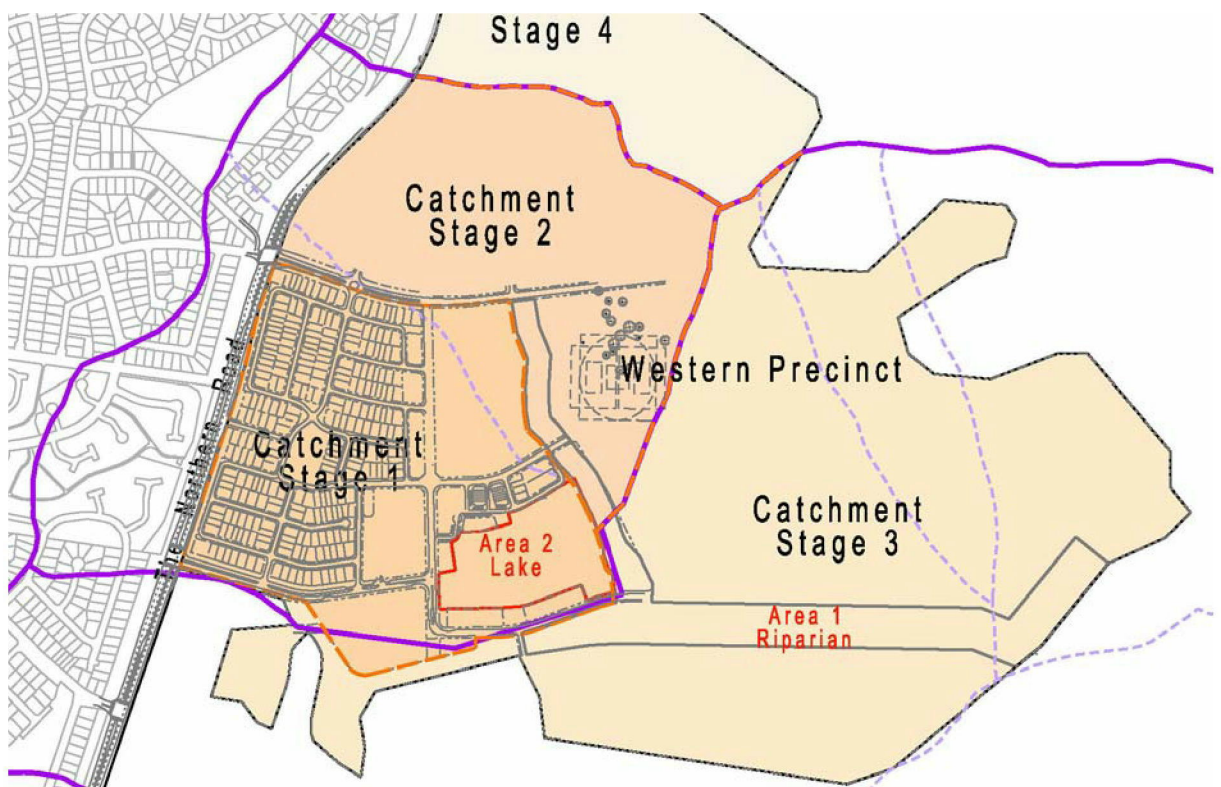 Stage 4
Catchment
Stage 2
The Northern Road
Western Precinct
Catchment
Stage 1
Catchment
Stage 3
Area 2
Lake
Area 1
Riparian